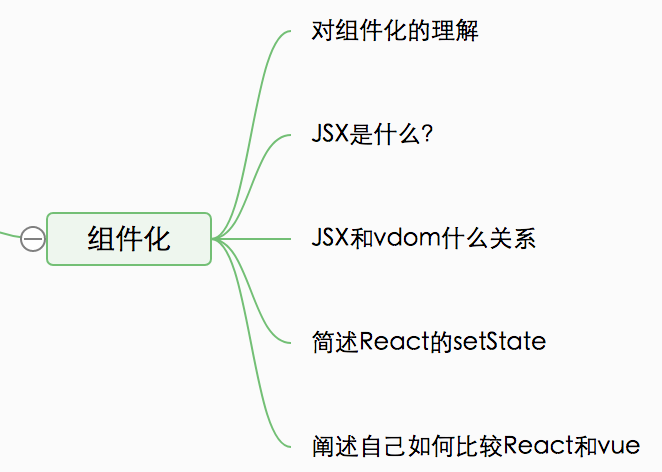 对组件化的理解
JSX是什么?
组件化
JSX和vdom什么关系
简述React的setState
阐述自己如何比较React和vue